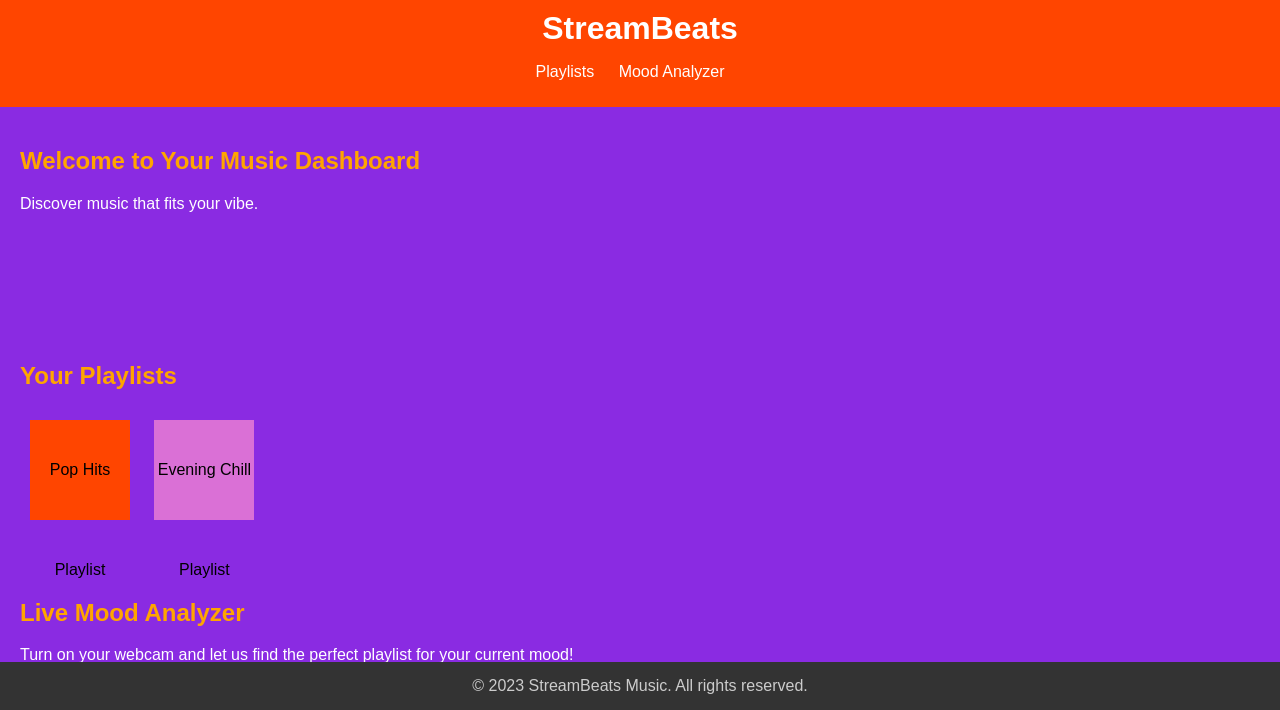 StreamBeats
Playlists Mood Analyzer
Welcome to Your Music Dashboard
Discover music that fits your vibe.
Your Playlists
Pop Hits Evening Chill
Playlist Playlist
Live Mood Analyzer
Turn on your webcam and let us find the perfect playlist for your current mood!
© 2023 StreamBeats Music. All rights reserved.